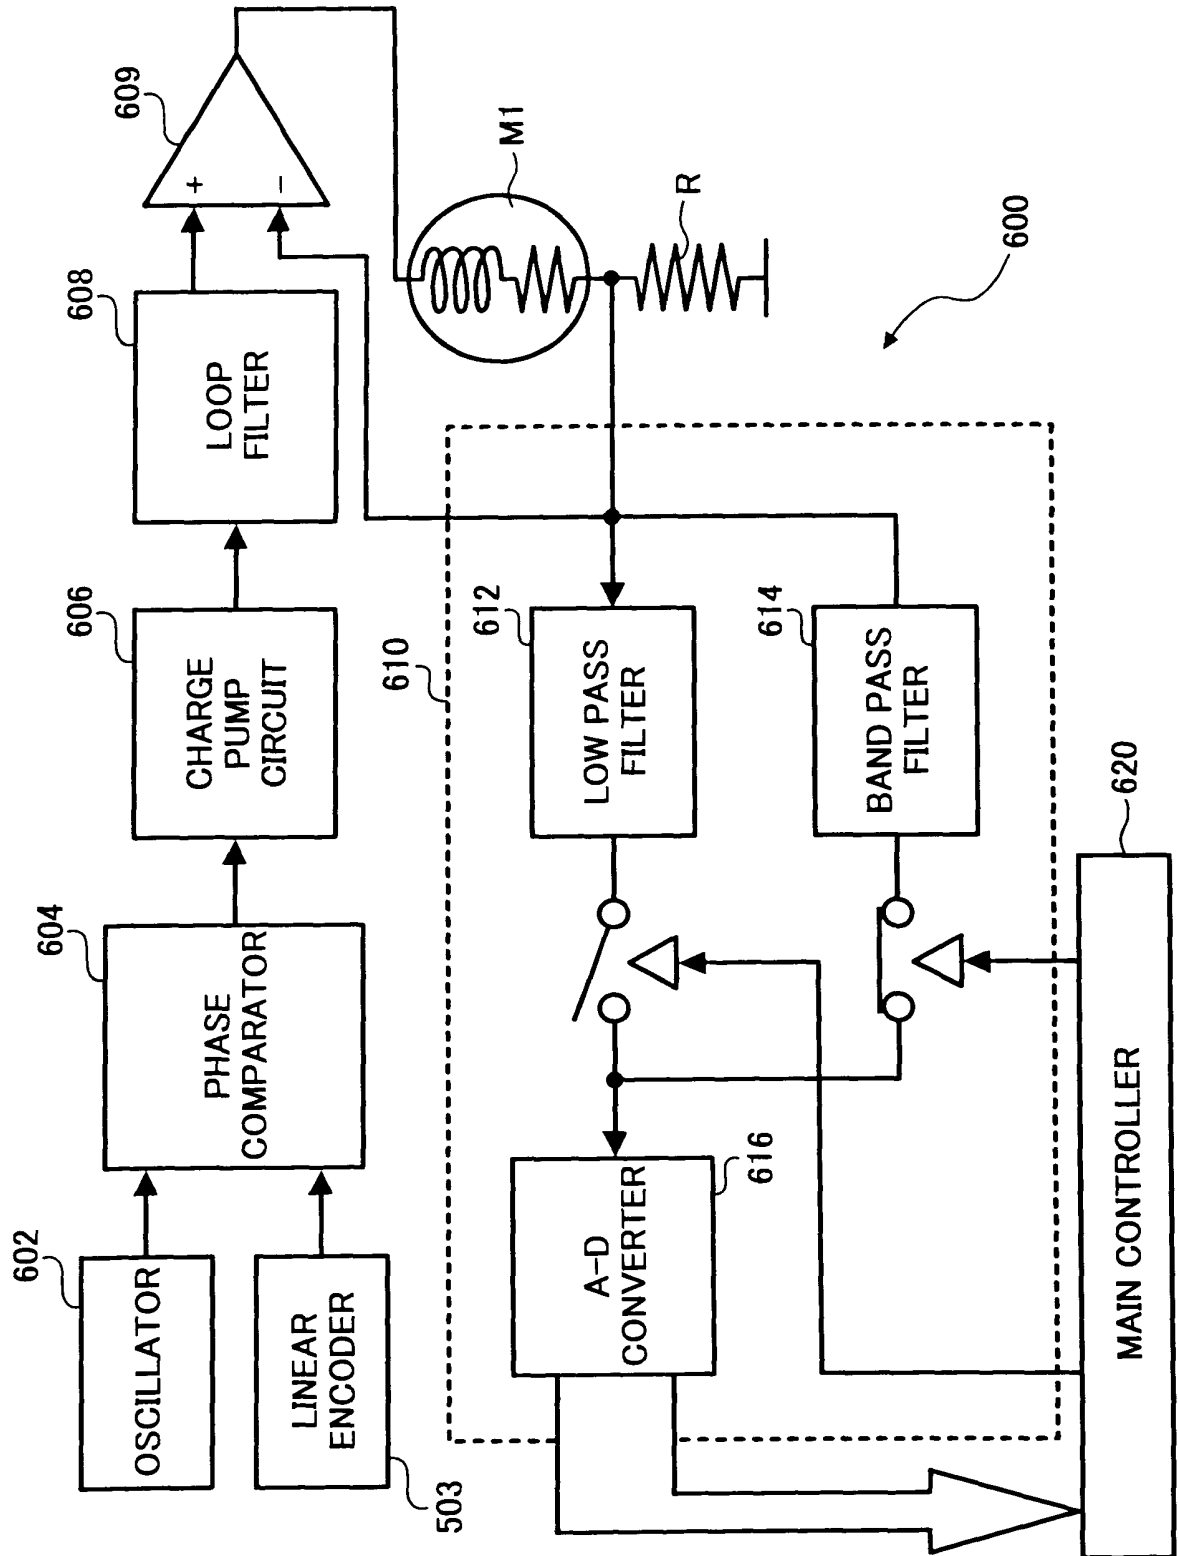 602
OSCILLATOR
LINEAR
ENCODER
503
604
PHASE
COMPARATOR
606
CHARGE
PUMP
CIRCUIT
608
LOOP
FILTER
609
+
−
M1
R
600
610
612
LOW PASS
FILTER
614
BAND PASS
FILTER
A-D
CONVERTER
616
MAIN CONTROLLER
620